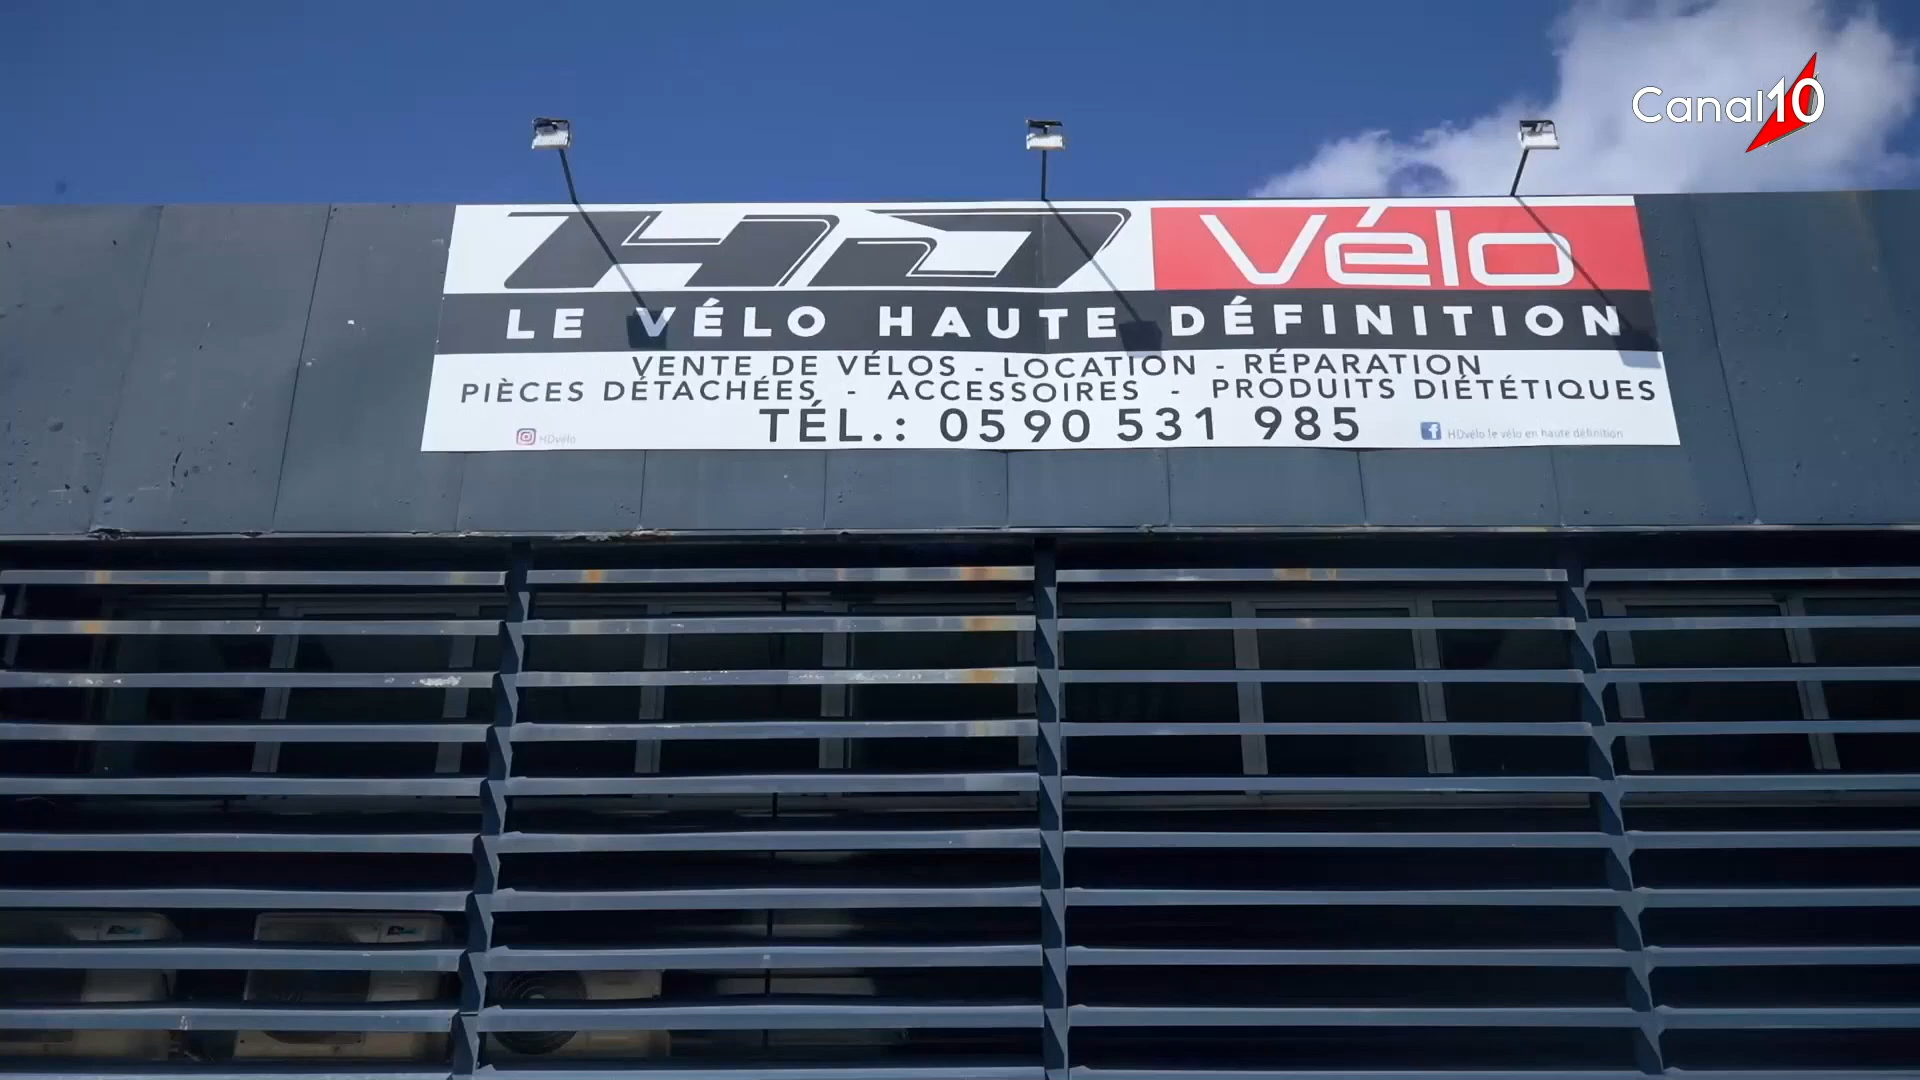 Canal10
HD Vélo
LE VÉLO HAUTE DÉFINITION
VENTE DE VÉLOS - LOCATION - RÉPARATION
PIÈCES DÉTACHÉES - ACCESSOIRES - PRODUITS DIÉTÉTIQUES
TÉL.: 0590 531 985
HDvélo
HDvélo le vélo en haute définition